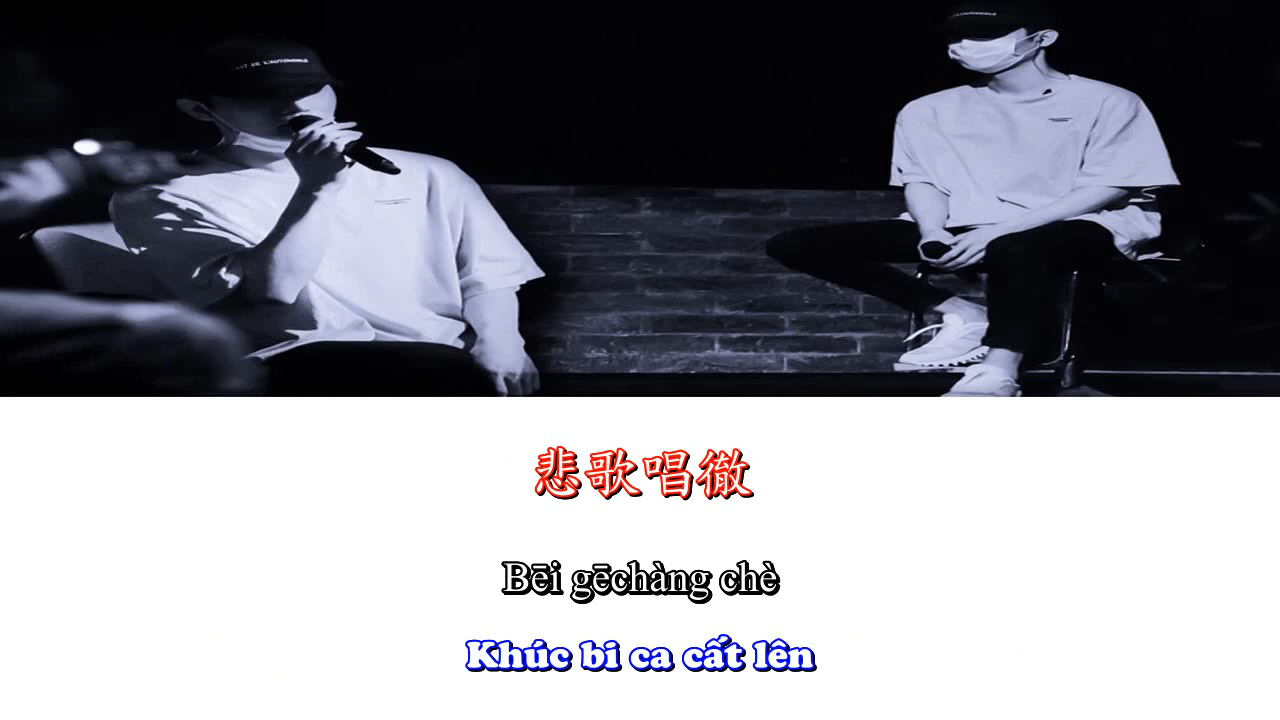 悲歌唱徹
Bēi gēchàng chè
Khúc bi ca cất lên